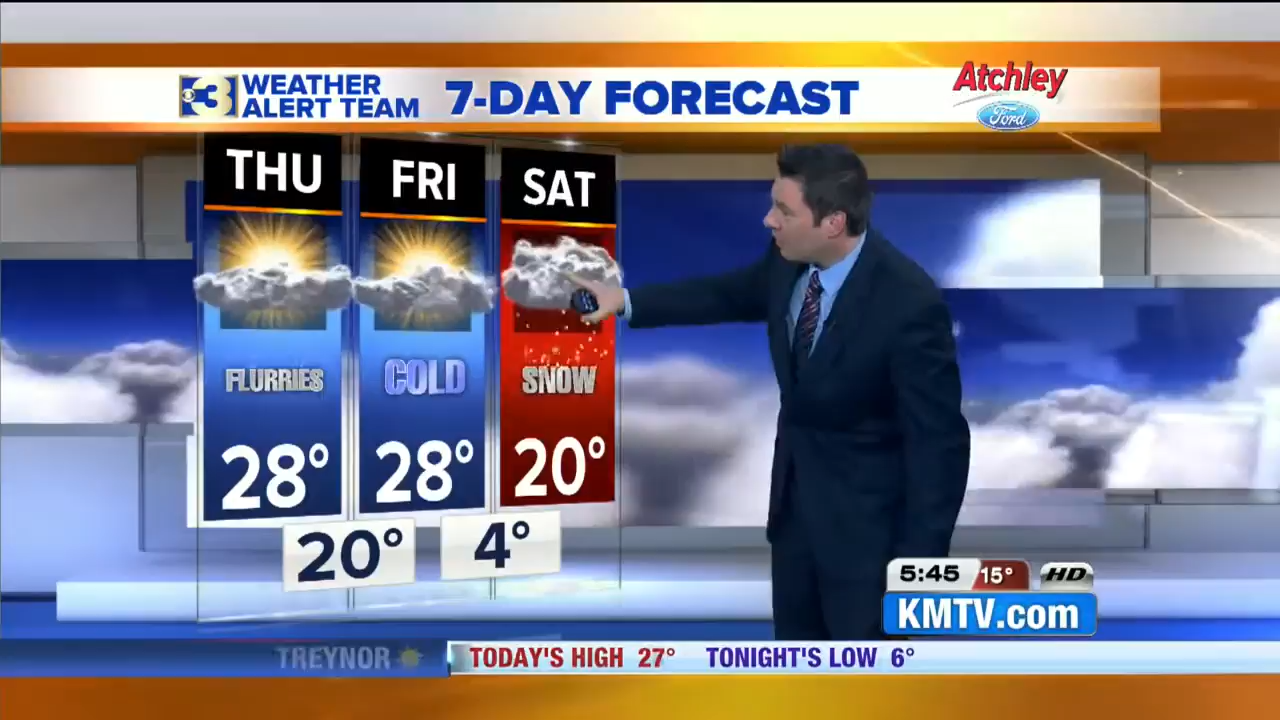 3
WEATHER
ALERT TEAM
7-DAY FORECAST
Atchley
Ford
THU
FRI
SAT
FLURRIES
COLD
SNOW
28°
28°
20°
20°
4°
5:45
15°
HD
KMTV.com
TREYNOR
TODAY'S HIGH 27°
TONIGHT'S LOW 6°